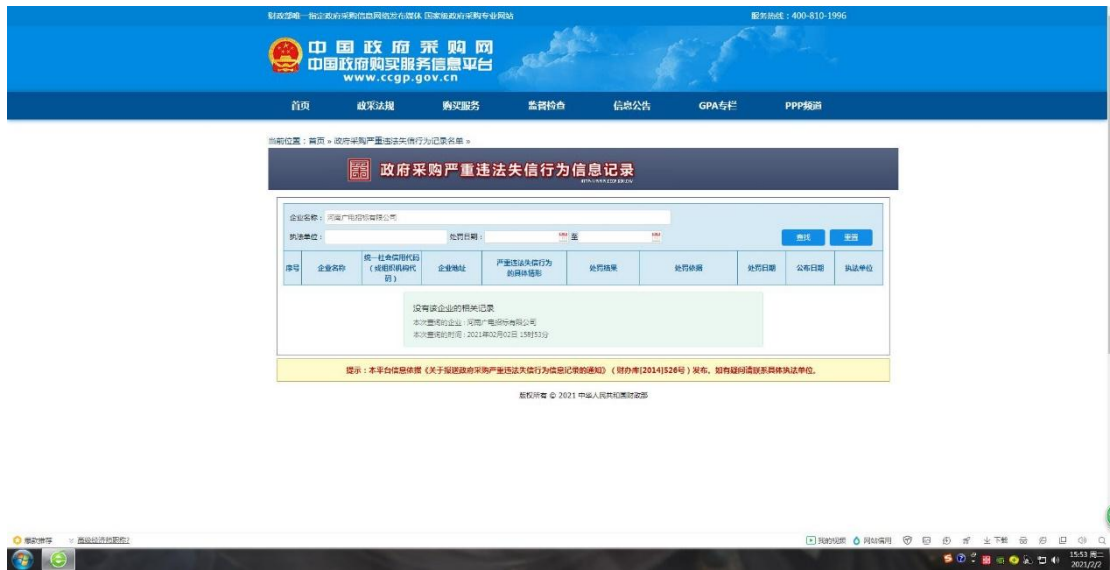 财政部唯一指定政府采购信息网络发布媒体 国家级政府采购专业网站 服务热线：400-810-1996
中国政府采购网
中国政府购买服务信息平台
www.ccgp.gov.cn
首页 政采法规 购买服务 监督检查 信息公告 GPA专栏 PPP频道
当前位置：首页 » 政府采购严重违法失信行为记录名单 »
政府采购严重违法失信行为信息记录
企业名称： 河南广电招标有限公司
执法单位： 处罚日期： 至 查找 重置
序号 企业名称 统一社会信用代码（或组织机构代码） 企业地址 严重违法失信行为的具体情形 处罚结果 处罚依据 处罚日期 公布日期 执法单位
没有该企业的相关记录
本次查询的企业：河南广电招标有限公司
本次查询的时间：2021年02月02日 15时53分
提示：本平台信息依据《关于报送政府采购严重违法失信行为信息记录的通知》（财办库[2014]526号）发布，如有疑问请联系具体执法单位。
版权所有 © 2021 中华人民共和国财政部
我的视频 网站信用 下载
15:53 周二
2021/2/2